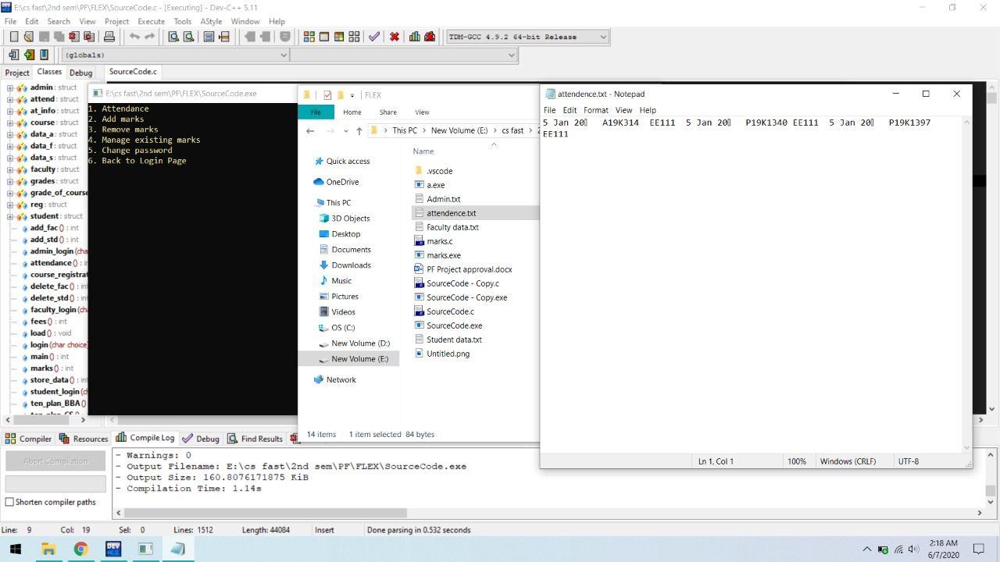 E:\cs fast\2nd sem\PF\FLEX\SourceCode.c - [Executing] - Dev-C++ 5.11
File Edit Search View Project Execute Tools AStyle Window Help
TDM-GCC 4.9.2 64-bit Release
(globals)
Project Classes Debug
SourceCode.c
admin : struct
attend : struct
at_info : struct
course : struct
data_a : struct
data_f : struct
data_s : struct
faculty : struct
grades : struct
grade_of_course
reg : struct
student : struct
add_fac () : int
add_std () : int
admin_login (char
attendance () : in
course_registrat
delete_fac () : int
delete_std () : int
faculty_login (cha
fees () : int
load () : void
login (char choice
main () : int
marks () : int
store_data () : int
student_login (ch
ten_plan_BBA ()
E:\cs fast\2nd sem\PF\FLEX\SourceCode.exe
1. Attendance
2. Add marks
3. Remove marks
4. Manage existing marks
5. Change password
6. Back to Login Page
FLEX
File Home Share View
This PC > New Volume (E:) > cs fast > 2
Name
Quick access
OneDrive
This PC
3D Objects
Desktop
Documents
Downloads
Music
Pictures
Videos
OS (C:)
New Volume (D:)
New Volume (E:)
Network
.vscode
a.exe
Admin.txt
attendence.txt
Faculty data.txt
marks.c
marks.exe
PF Project approval.docx
SourceCode - Copy.c
SourceCode - Copy.exe
SourceCode.c
SourceCode.exe
Student data.txt
Untitled.png
14 items 1 item selected 84 bytes
attendence.txt - Notepad
File Edit Format View Help
5 Jan 20 A19K314 EE111 5 Jan 20 P19K1340 EE111 5 Jan 20 P19K1397
EE111
Ln 1, Col 1 100% Windows (CRLF) UTF-8
Compiler Resources Compile Log Debug Find Results
Abort Compilation
Shorten compiler paths
- Warnings: 0
- Output Filename: E:\cs fast\2nd sem\PF\FLEX\SourceCode.exe
- Output Size: 160.8076171875 KiB
- Compilation Time: 1.14s
Line: 9 Col: 19 Sel: 0 Lines: 1512 Length: 44084 Insert Done parsing in 0.532 seconds
DEV
2:18 AM
6/7/2020